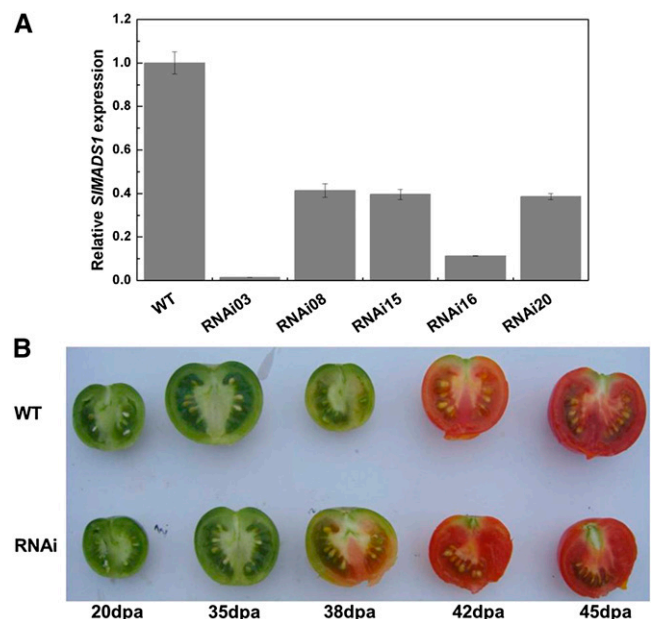 A
Relative SlMADS1 expression
1.2
1.0
0.8
0.6
0.4
0.2
0.0
WT RNAi03 RNAi08 RNAi15 RNAi16 RNAi20
B
WT
RNAi
20dpa 35dpa 38dpa 42dpa 45dpa